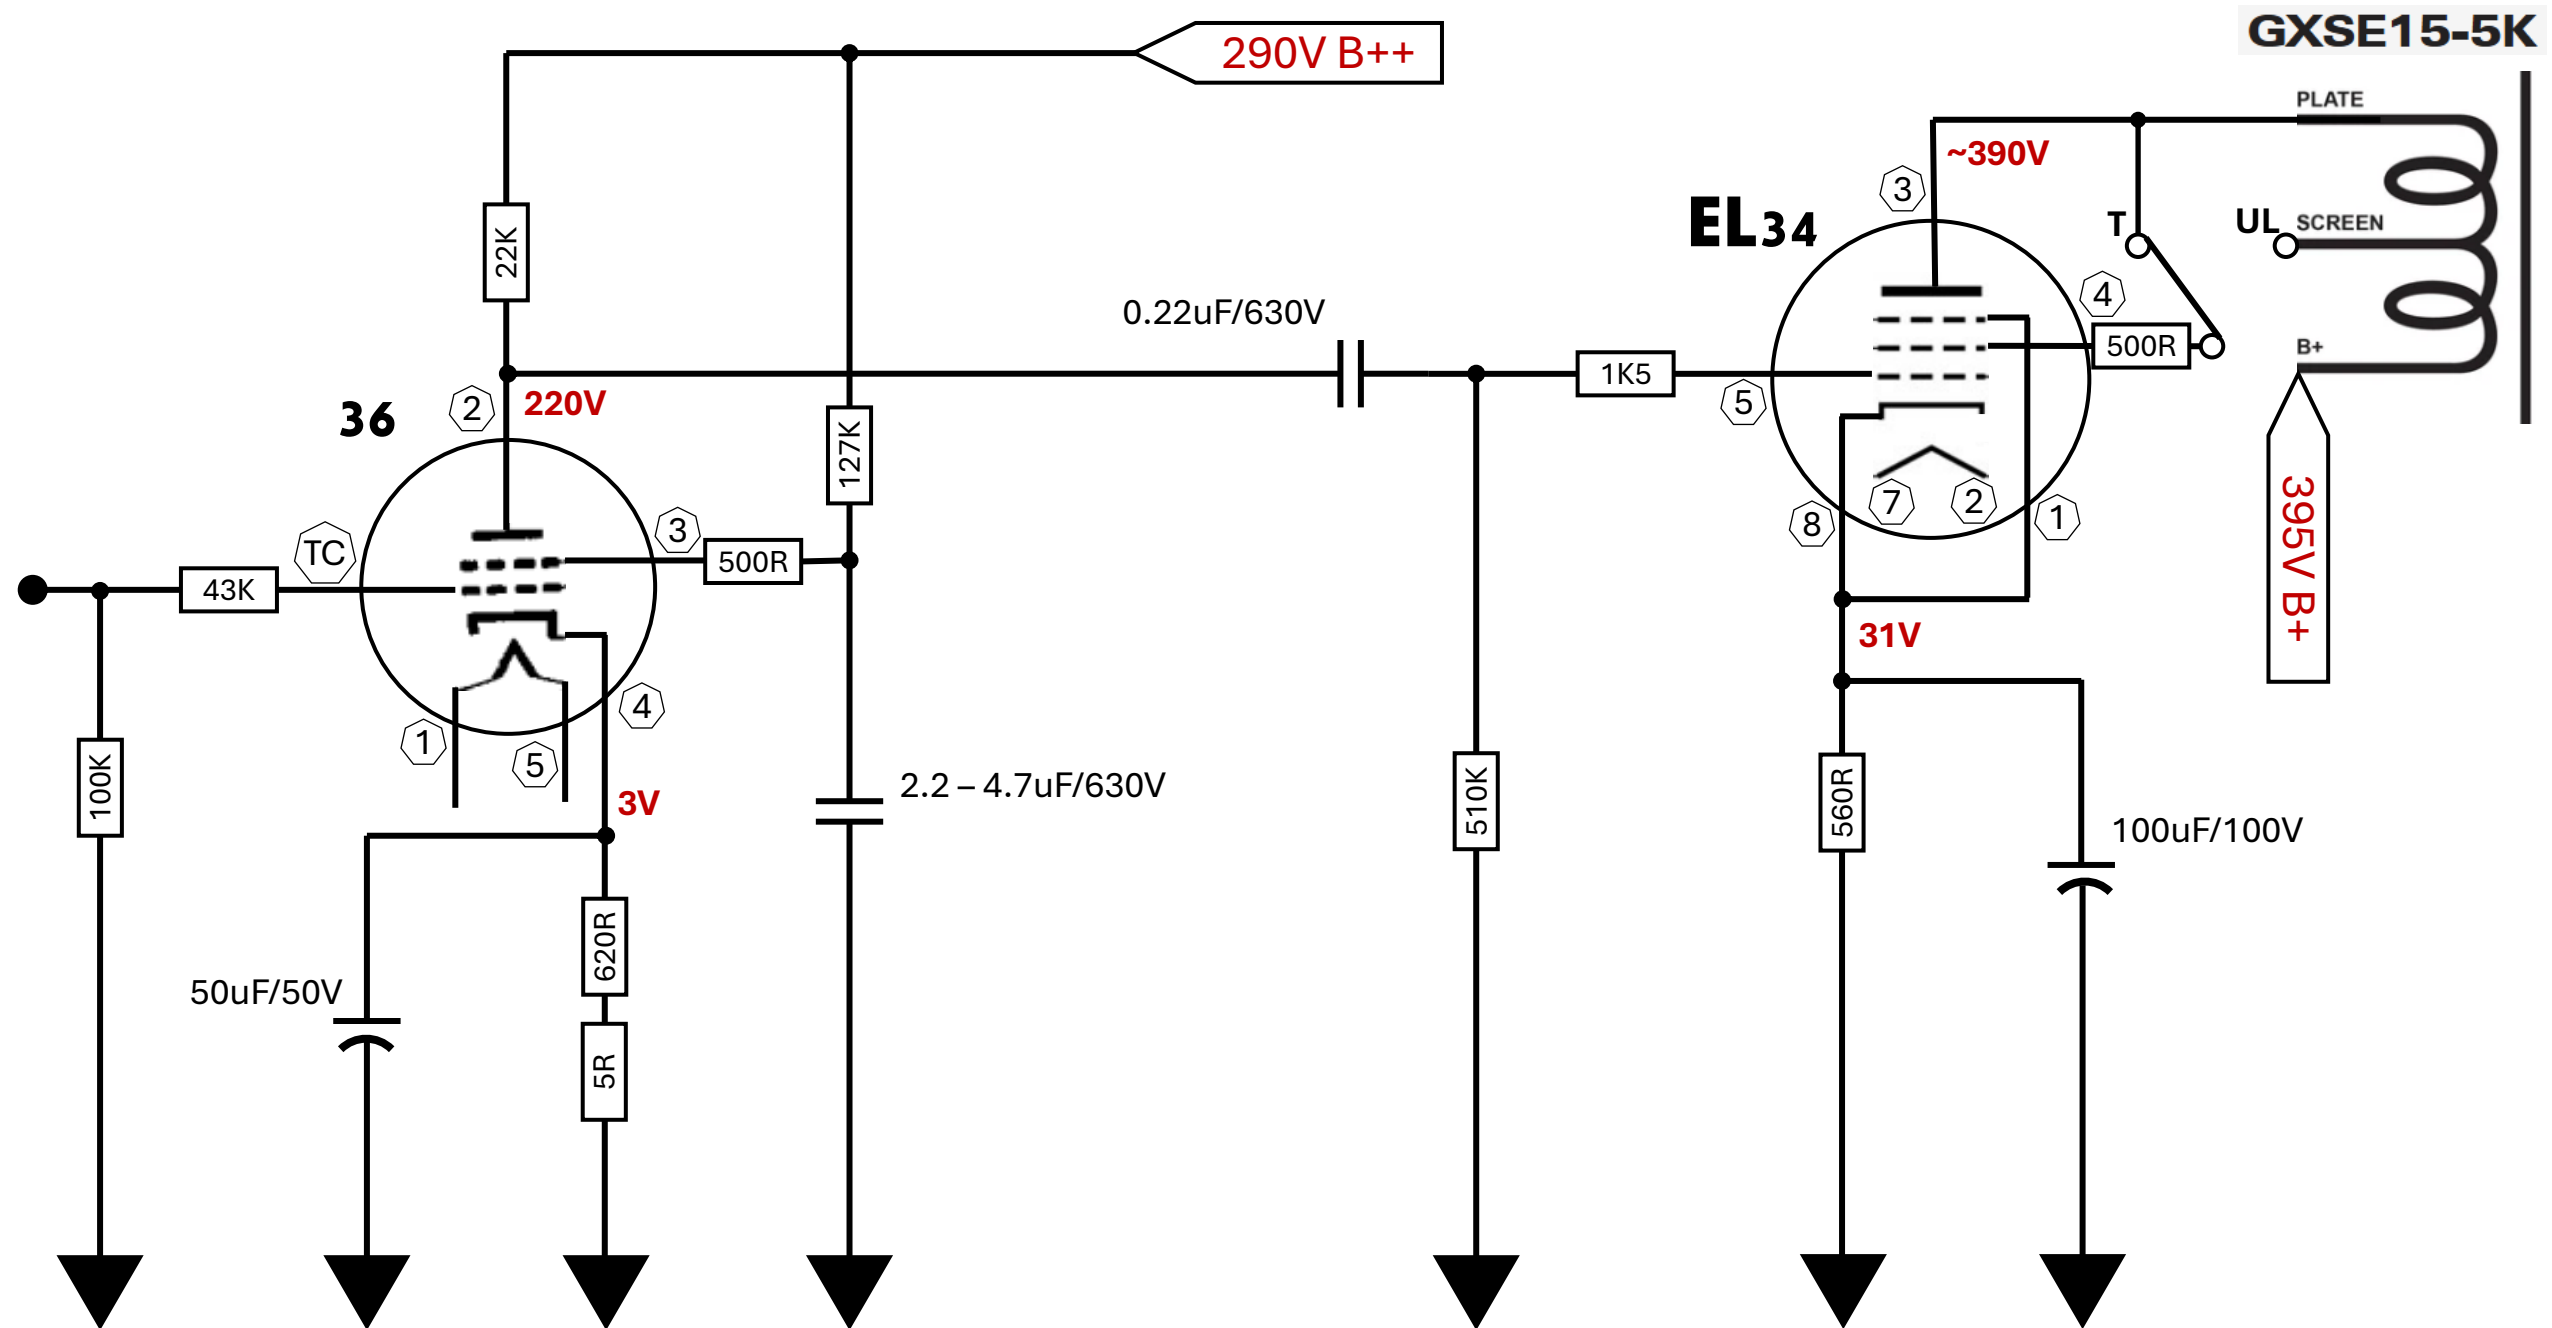 GXSE15-5K
290V B++
PLATE
~390V
3
EL34
T
UL
SCREEN
22K
4
0.22uF/630V
500R
B+
1K5
2
220V
5
36
127K
395V B+
7
2
8
1
3
TC
500R
43K
31V
4
1
5
100K
3V
2.2 – 4.7uF/630V
510K
560R
100uF/100V
620R
50uF/50V
5R